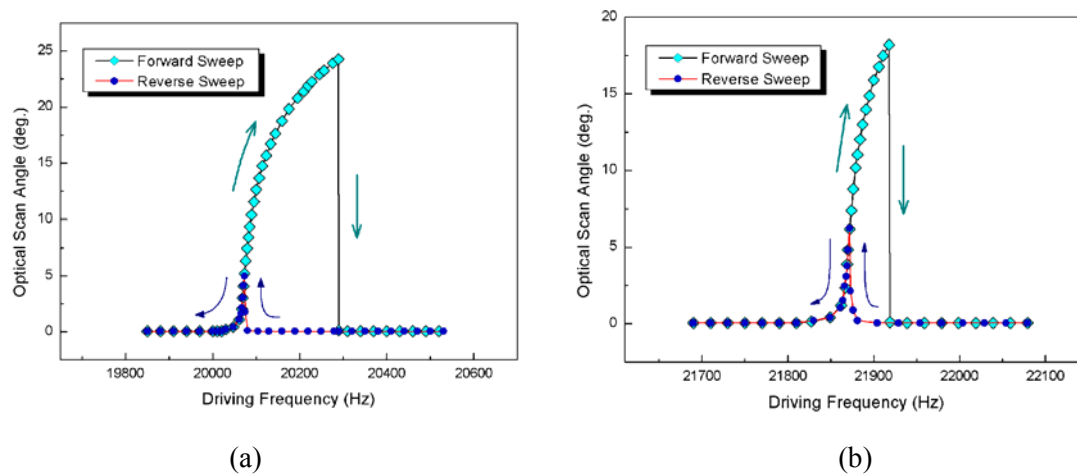 25
20
15
10
5
0
Optical Scan Angle (deg.)
Forward Sweep
Reverse Sweep
19800 20000 20200 20400 20600
Driving Frequency (Hz)
(a)
20
15
10
5
0
Optical Scan Angle (deg.)
Forward Sweep
Reverse Sweep
21700 21800 21900 22000 22100
Driving Frequency (Hz)
(b)